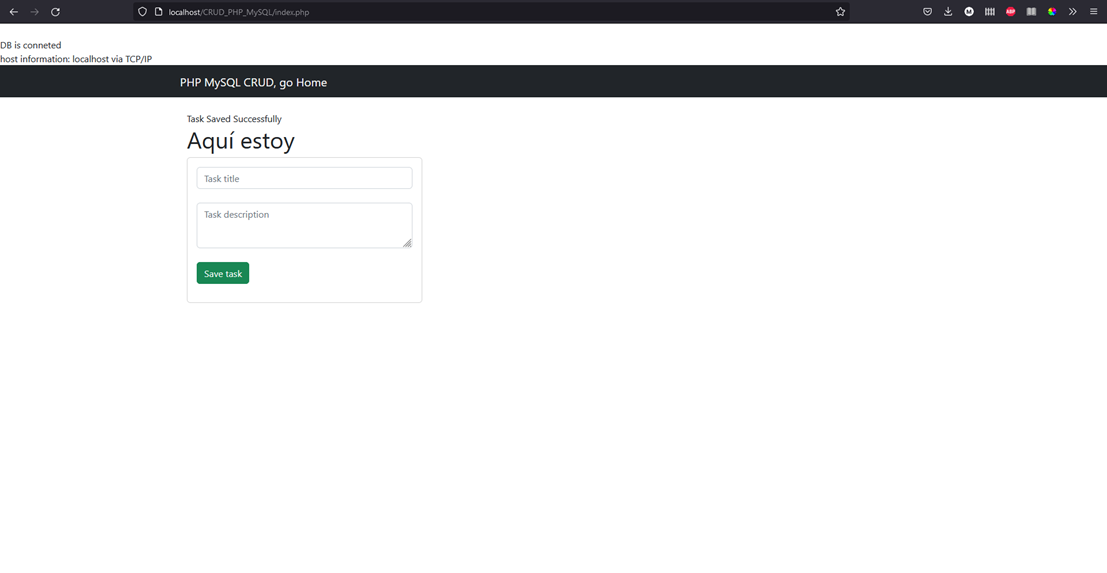 localhost/CRUD_PHP_MySQL/index.php
M
ABP
DB is conneted
host information: localhost via TCP/IP
PHP MySQL CRUD, go Home
Task Saved Successfully
Aquí estoy
Task title
Task description
Save task